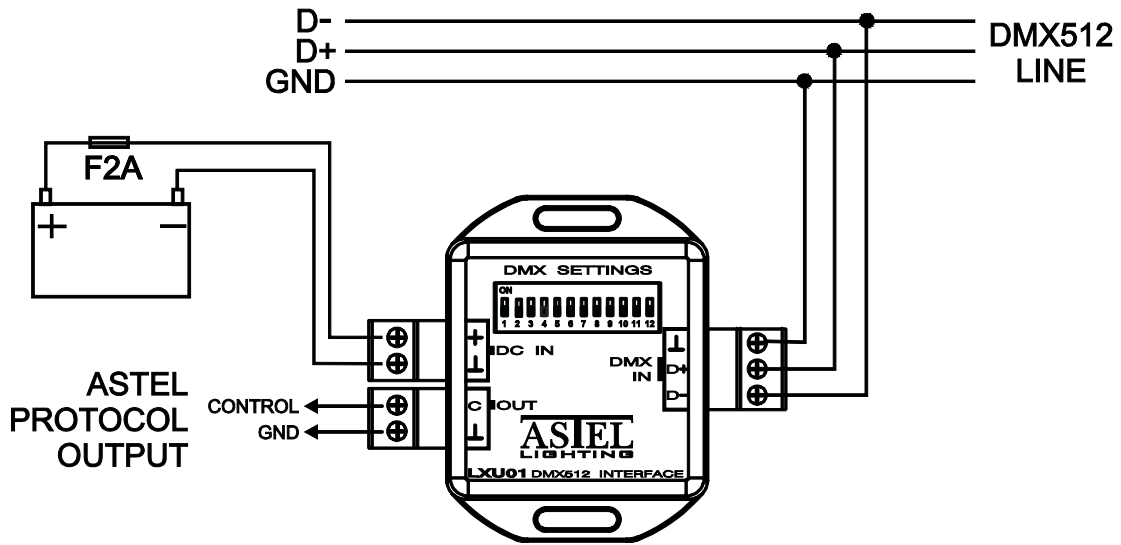 D-
D+
GND
DMX512
LINE
F2A
+ −
DMX SETTINGS
ON
1 2 3 4 5 6 7 8 9 10 11 12
+
⊥
DC IN
DMX
IN
⊥
D+
D-
ASTEL
PROTOCOL
OUTPUT
CONTROL
GND
C
OUT
⊥
ASTEL
LIGHTING
LXU01 DMX512 INTERFACE